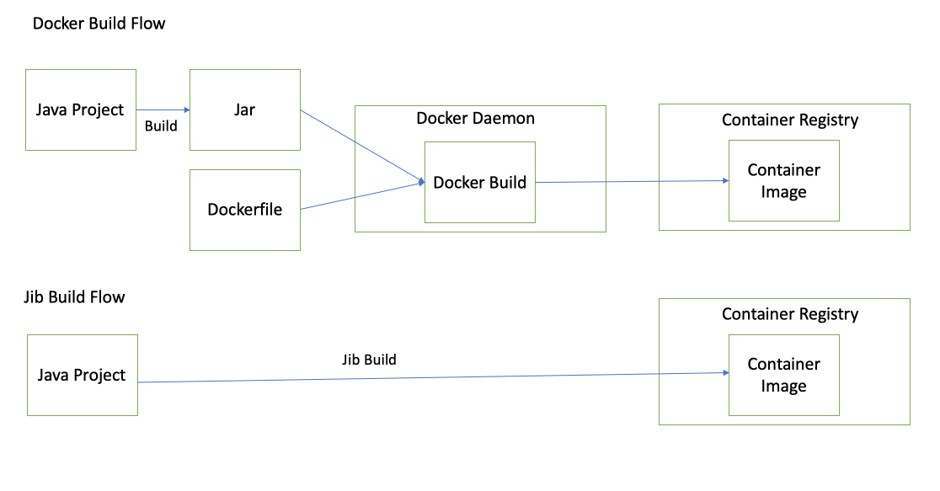 Docker Build Flow
Java Project
Build
Jar
Dockerfile
Docker Daemon
Docker Build
Container Registry
Container
Image
Jib Build Flow
Java Project
Jib Build
Container Registry
Container
Image